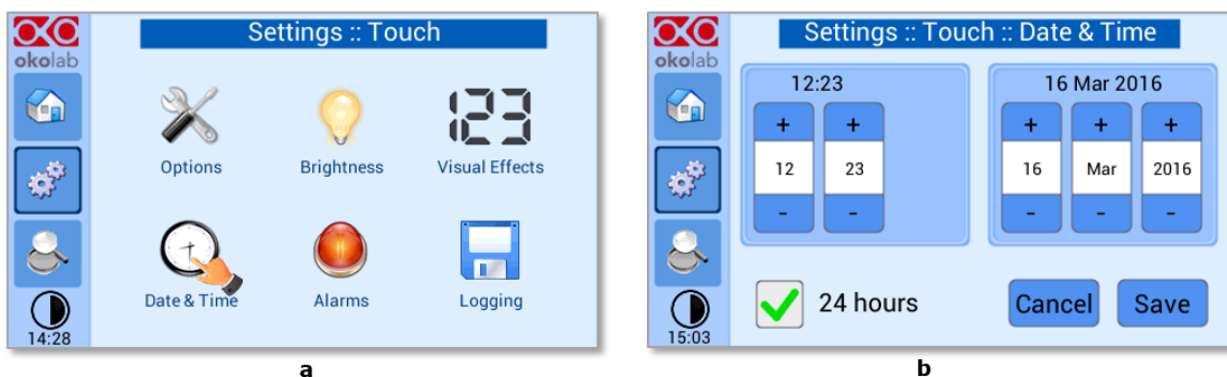 okolab
Settings :: Touch
123
Options
Brightness
Visual Effects
Date & Time
Alarms
Logging
14:28
a
okolab
Settings :: Touch :: Date & Time
12:23
16 Mar 2016
+ +
+ + +
12 23
16 Mar 2016
- -
- - -
24 hours
Cancel
Save
15:03
b